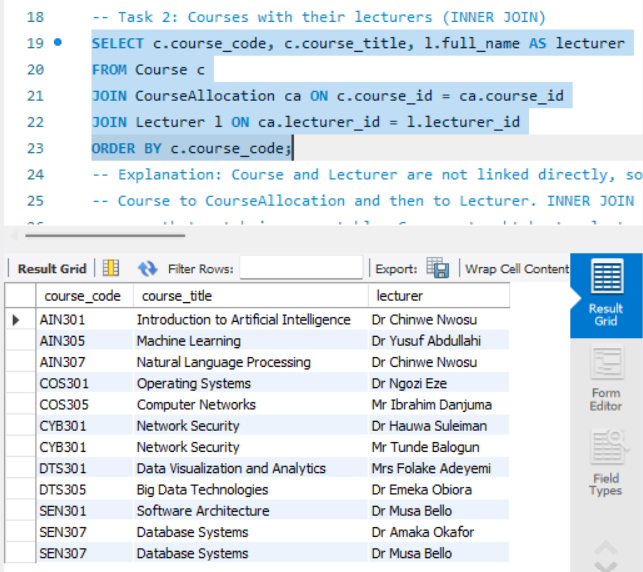 18 -- Task 2: Courses with their lecturers (INNER JOIN)
19 SELECT c.course_code, c.course_title, l.full_name AS lecturer
20 FROM Course c
21 JOIN CourseAllocation ca ON c.course_id = ca.course_id
22 JOIN Lecturer l ON ca.lecturer_id = l.lecturer_id
23 ORDER BY c.course_code;
24 -- Explanation: Course and Lecturer are not linked directly, so
25 -- Course to CourseAllocation and then to Lecturer. INNER JOIN
Result Grid Filter Rows: Export: Wrap Cell Content
course_code course_title lecturer
AIN301 Introduction to Artificial Intelligence Dr Chinwe Nwosu
AIN305 Machine Learning Dr Yusuf Abdullahi
AIN307 Natural Language Processing Dr Chinwe Nwosu
COS301 Operating Systems Dr Ngozi Eze
COS305 Computer Networks Mr Ibrahim Danjuma
CYB301 Network Security Dr Hauwa Suleiman
CYB301 Network Security Mr Tunde Balogun
DTS301 Data Visualization and Analytics Mrs Folake Adeyemi
DTS305 Big Data Technologies Dr Emeka Obiora
SEN301 Software Architecture Dr Musa Bello
SEN307 Database Systems Dr Amaka Okafor
SEN307 Database Systems Dr Musa Bello
Result
Grid
Form
Editor
Field
Types